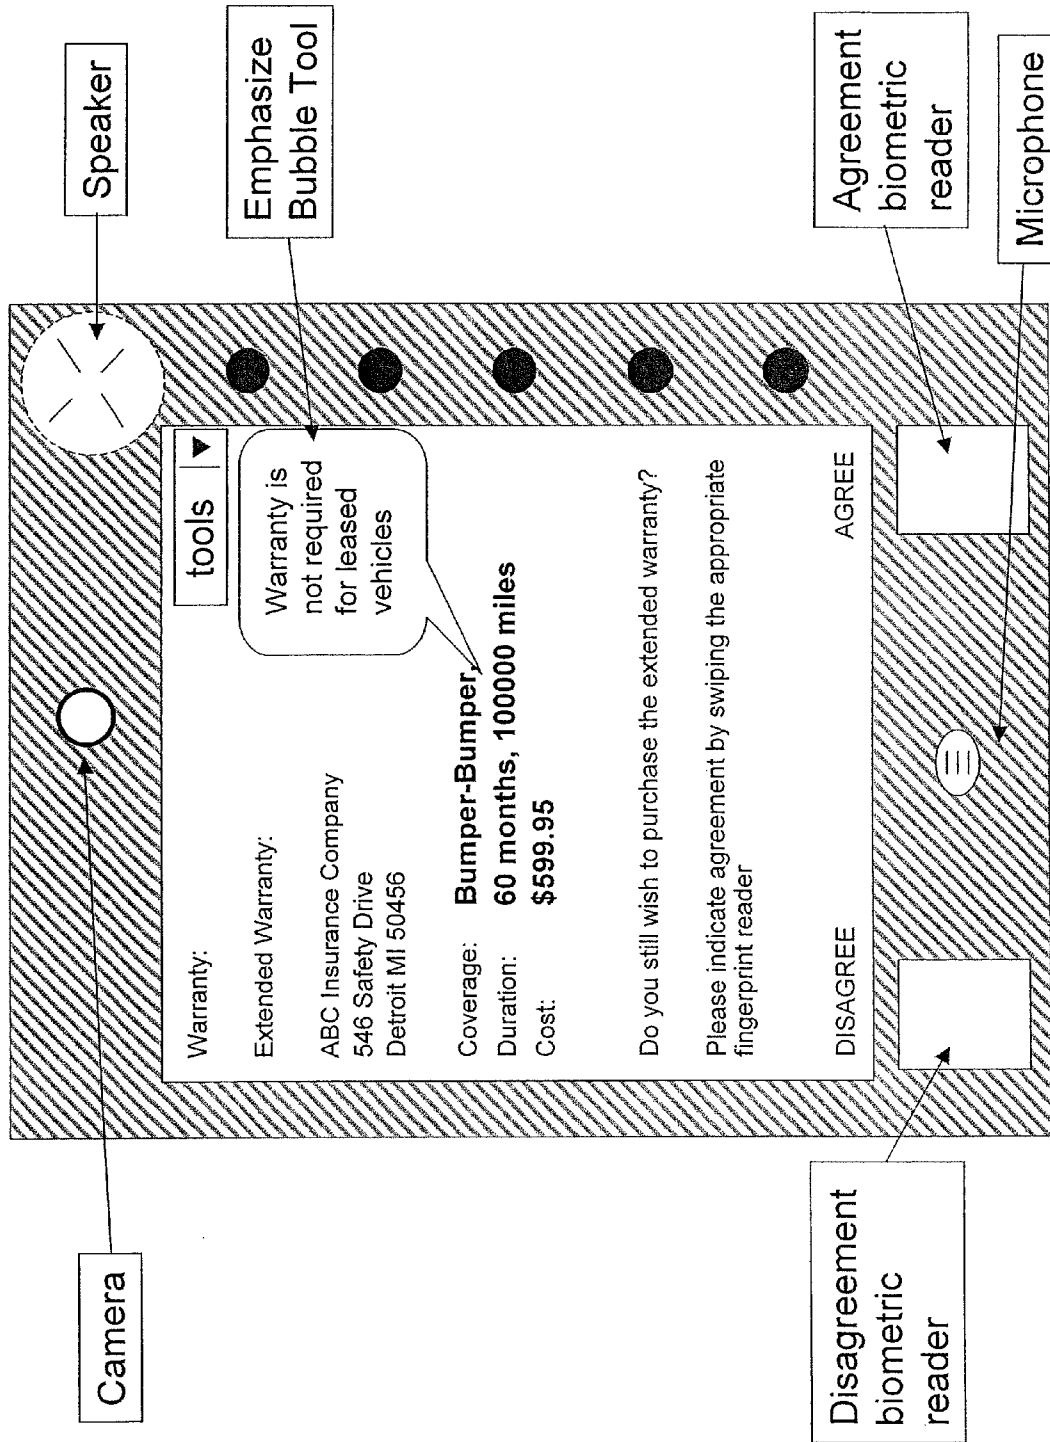 Camera
Speaker
tools
Emphasize
Bubble Tool
Warranty is
not required
for leased
vehicles
Warranty:
Extended Warranty:
ABC Insurance Company
546 Safety Drive
Detroit MI 50456
Coverage: Bumper-Bumper,
Duration: 60 months, 100000 miles
Cost: $599.95
Do you still wish to purchase the extended warranty?
Please indicate agreement by swiping the appropriate
fingerprint reader
DISAGREE AGREE
Disagreement
biometric
reader
Agreement
biometric
reader
Microphone